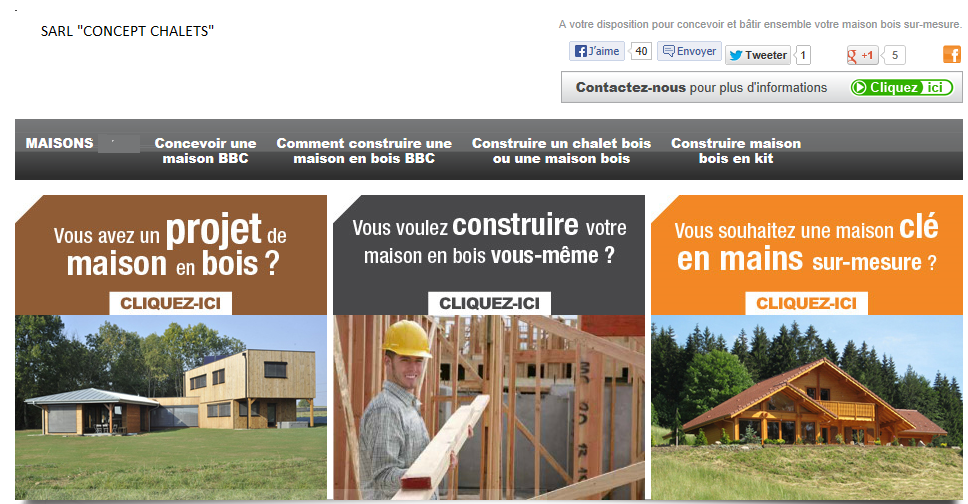 SARL "CONCEPT CHALETS"
A votre disposition pour concevoir et bâtir ensemble votre maison bois sur-mesure.
J'aime 40 Envoyer Tweeter 1 +1 5
Contactez-nous pour plus d'informations Cliquez ici
MAISONS
Concevoir une
maison BBC
Comment construire une
maison en bois BBC
Construire un chalet bois
ou une maison bois
Construire maison
bois en kit
Vous avez un projet de
maison en bois ?
CLIQUEZ-ICI
Vous voulez construire votre
maison en bois vous-même ?
CLIQUEZ-ICI
Vous souhaitez une maison clé
en mains sur-mesure ?
CLIQUEZ-ICI